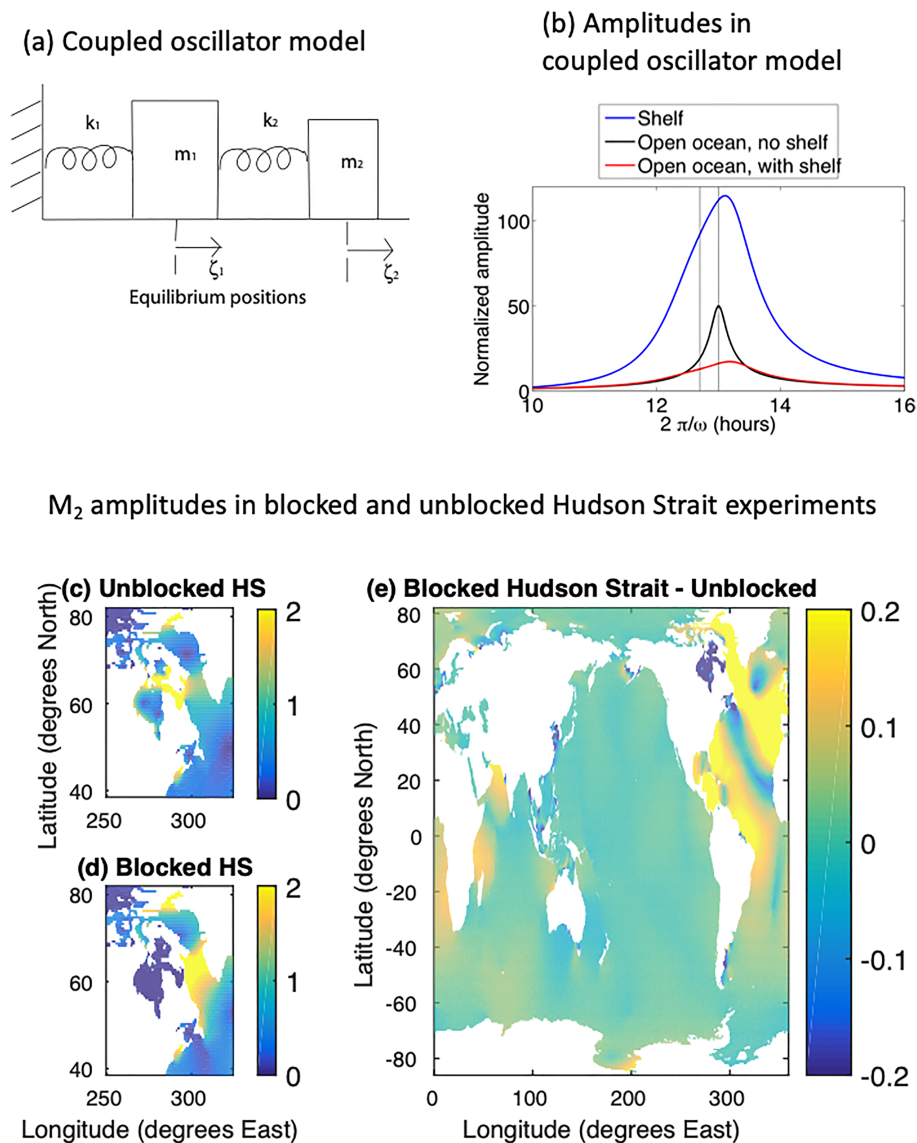 (a) Coupled oscillator model
k₁
m₁
k₂
m₂
ζ₁
ζ₂
Equilibrium positions
(b) Amplitudes in
coupled oscillator model
Shelf
Open ocean, no shelf
Open ocean, with shelf
Normalized amplitude
100
50
0
10 12 14 16
2 π/ω (hours)
M₂ amplitudes in blocked and unblocked Hudson Strait experiments
(c) Unblocked HS
Latitude (degrees North)
80
60
40
250 300
2
1
0
(d) Blocked HS
80
60
40
250 300
2
1
0
Longitude (degrees East)
(e) Blocked Hudson Strait - Unblocked
Latitude (degrees North)
80
60
40
20
0
-20
-40
-60
-80
0 100 200 300
Longitude (degrees East)
0.2
0.1
0
-0.1
-0.2